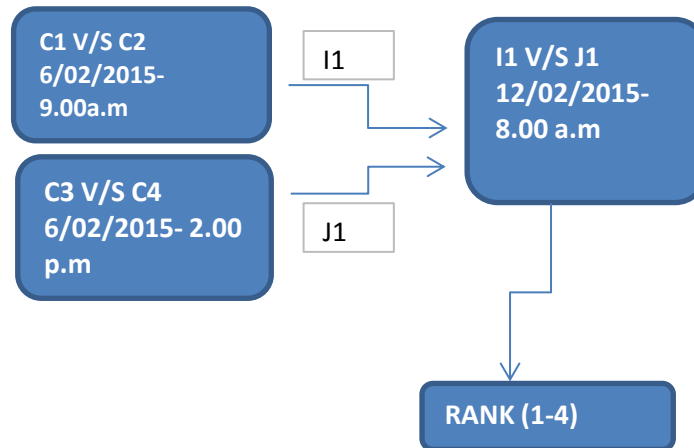 C1 V/S C2
6/02/2015-
9.00a.m
I1
I1 V/S J1
12/02/2015-
8.00 a.m
C3 V/S C4
6/02/2015- 2.00
p.m
J1
RANK (1-4)